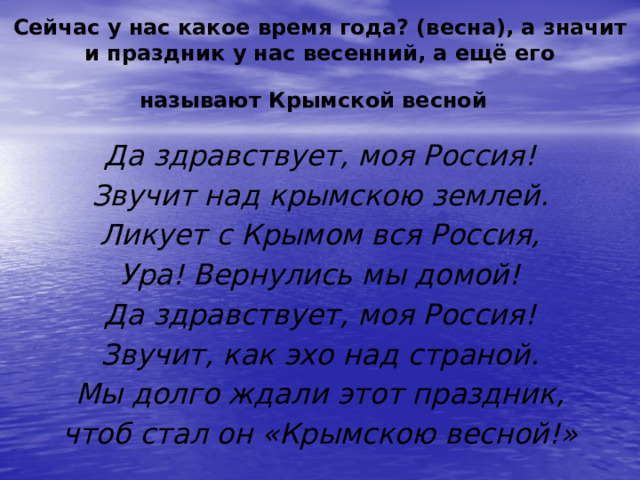 Сейчас у нас какое время года? (весна), а значит
и праздник у нас весенний, а ещё его
называют Крымской весной
Да здравствует, моя Россия!
Звучит над крымскою землей.
Ликует с Крымом вся Россия,
Ура! Вернулись мы домой!
Да здравствует, моя Россия!
Звучит, как эхо над страной.
Мы долго ждали этот праздник,
чтоб стал он «Крымскою весной!»